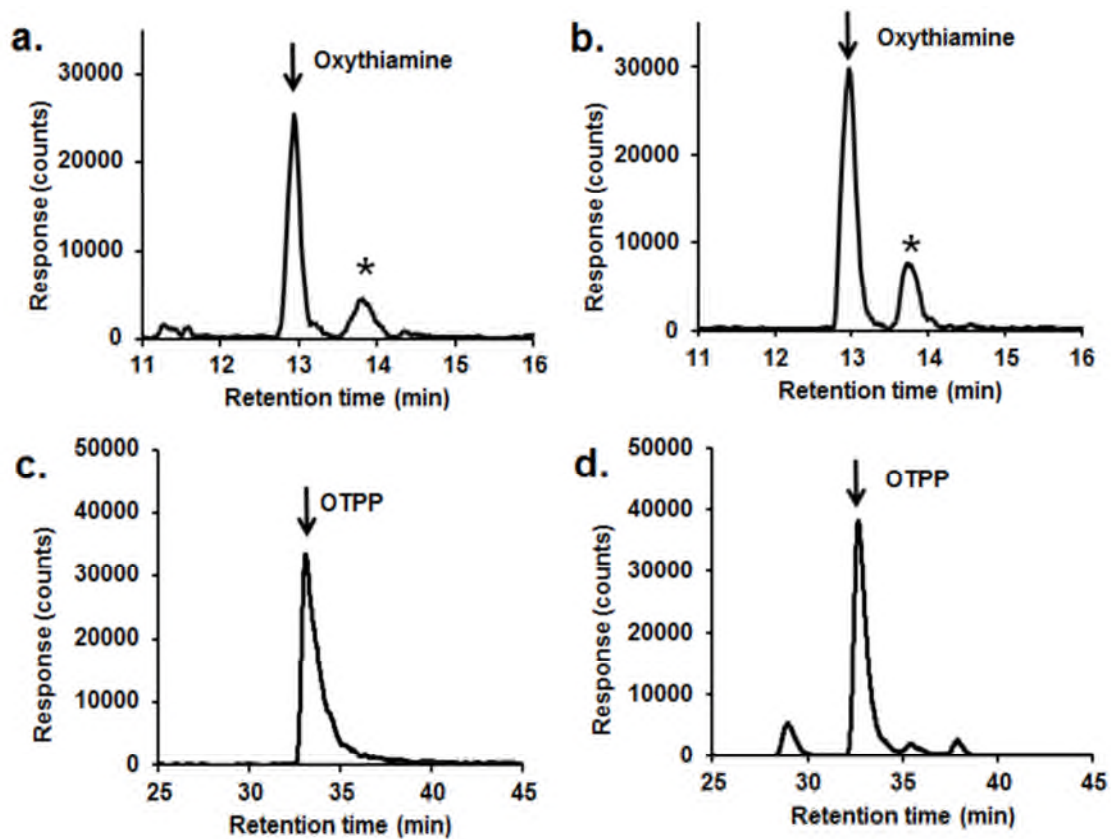 a.
Oxythiamine
*
Response (counts)
30000
20000
10000
0
11 12 13 14 15 16
Retention time (min)
b.
Oxythiamine
*
Response (counts)
30000
20000
10000
0
11 12 13 14 15 16
Retention time (min)
c.
OTPP
Response (counts)
50000
40000
30000
20000
10000
0
25 30 35 40 45
Retention time (min)
d.
OTPP
Response (counts)
50000
40000
30000
20000
10000
0
25 30 35 40 45
Retention time (min)